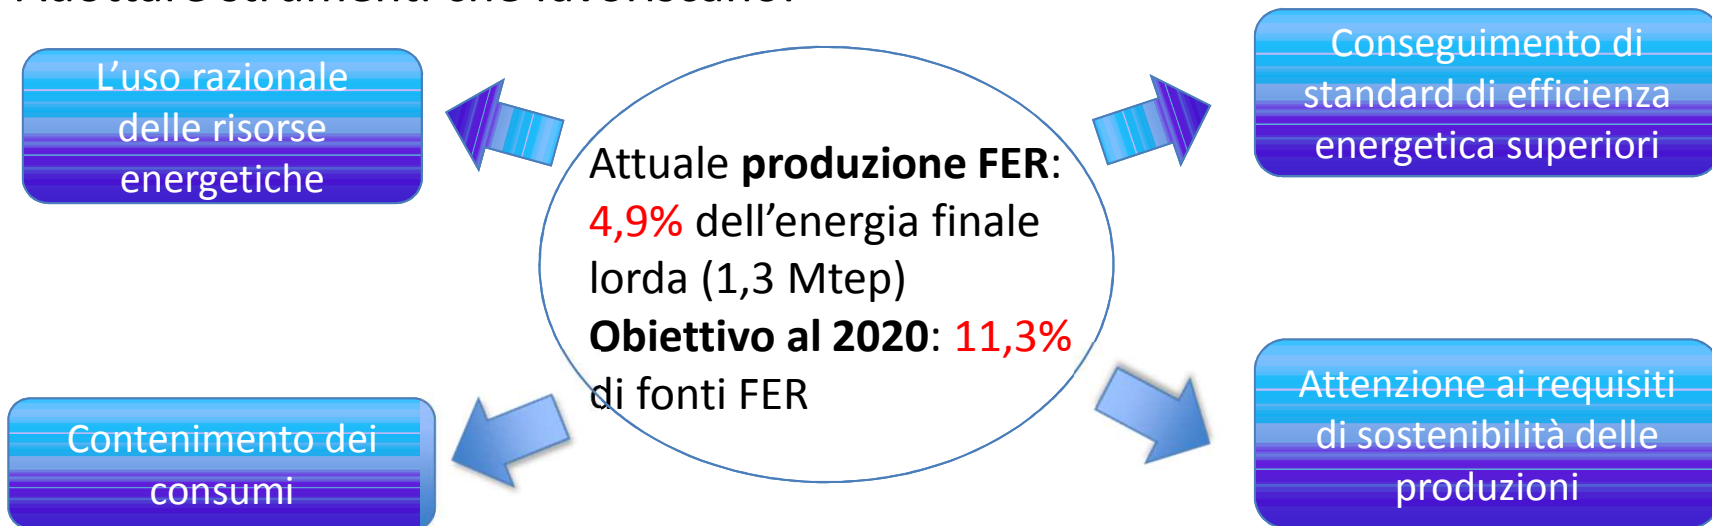 L'uso razionale
delle risorse
energetiche
Conseguimento di
standard di efficienza
energetica superiori
Attuale produzione FER:
4,9% dell'energia finale
lorda (1,3 Mtep)
Obiettivo al 2020: 11,3%
di fonti FER
Contenimento dei
consumi
Attenzione ai requisiti
di sostenibilità delle
produzioni